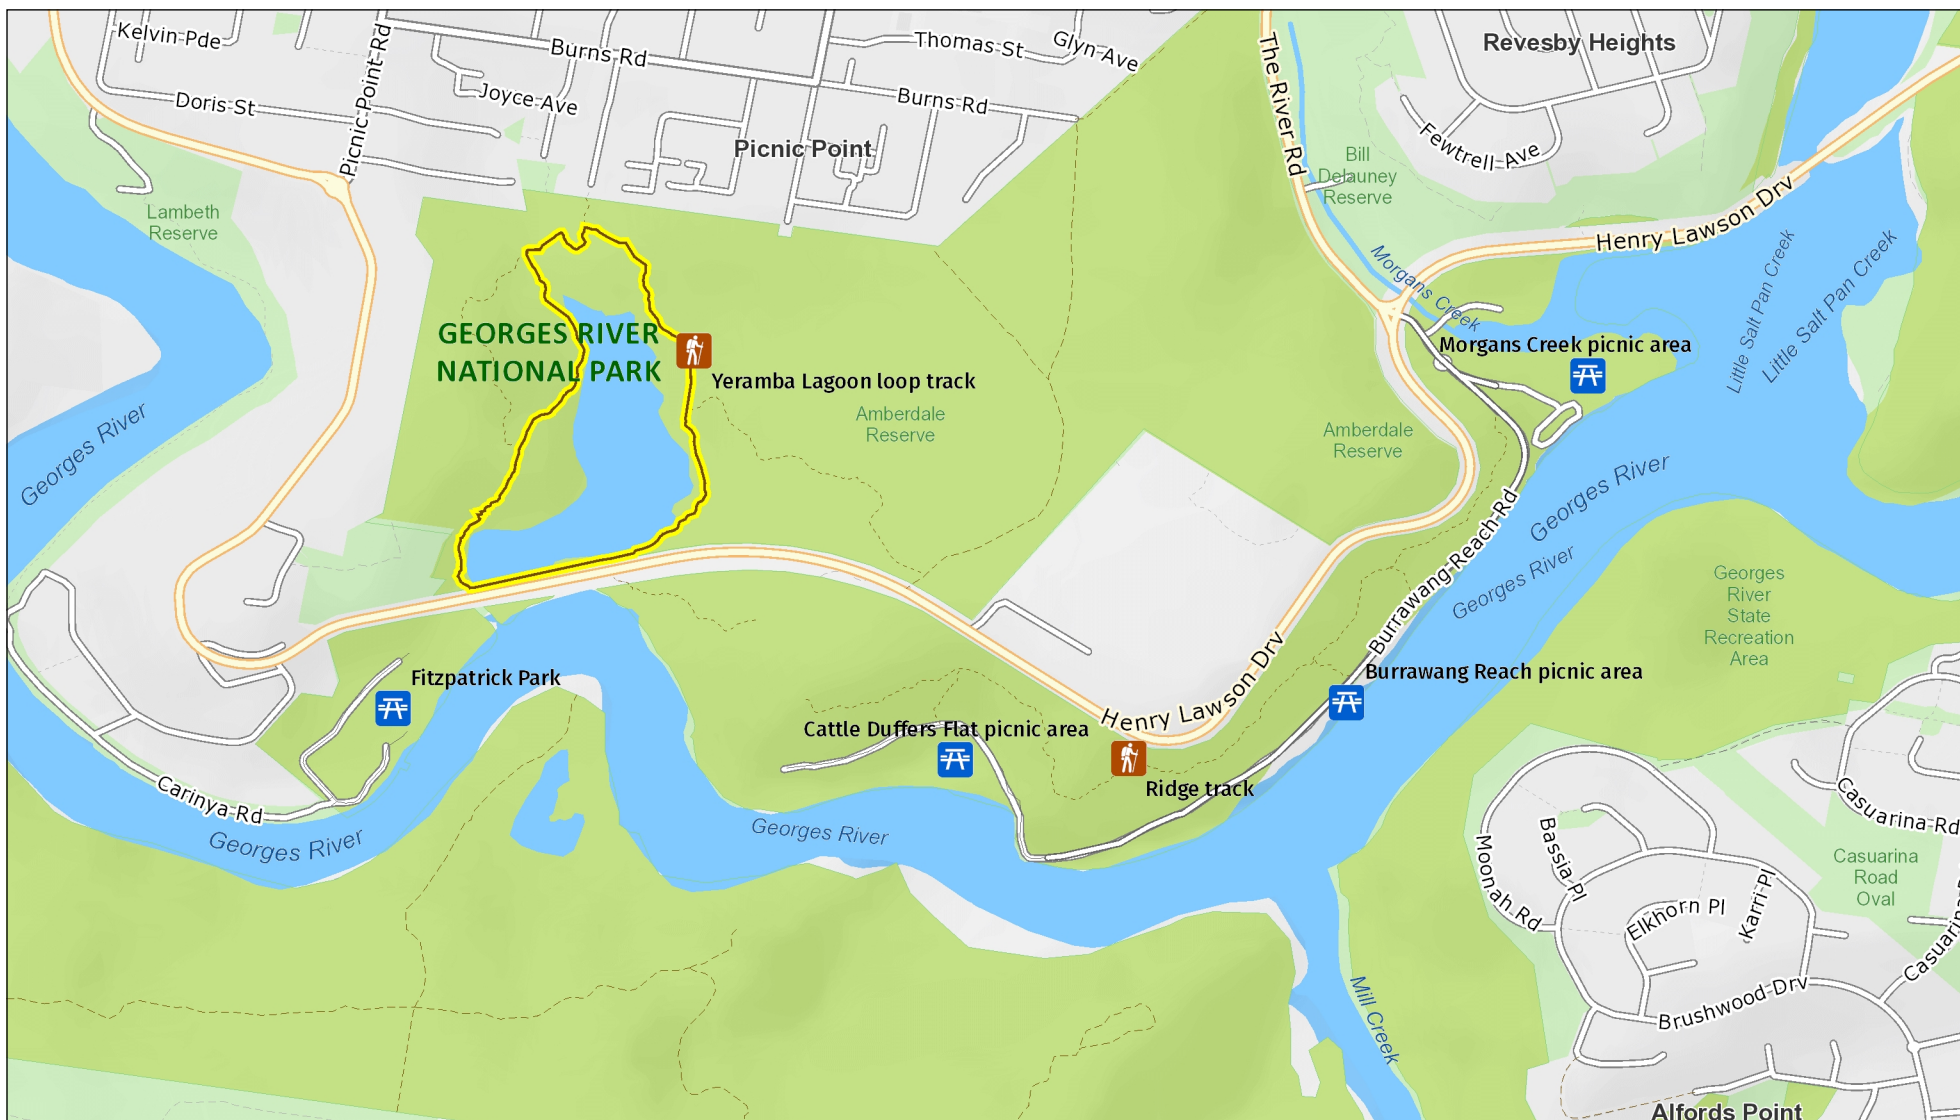 Kelvin Pde
Picnic Point Rd
Burns Rd
Thomas St
Glyn Ave
The River Rd
Revesby Heights
Doris St
Joyce Ave
Burns Rd
Picnic Point
Fewtrell Ave
Bill
Delauney
Reserve
Lambeth
Reserve
Henry Lawson Drv
Morgans Creek
Little Salt Pan Creek
Little Salt Pan Creek
GEORGES RIVER
NATIONAL PARK
Morgans Creek picnic area
Yeramba Lagoon loop track
Amberdale
Reserve
Amberdale
Reserve
Georges River
Georges River
Burrawang Reach Rd
Georges River
Georges
River
State
Recreation
Area
Fitzpatrick Park
Henry Lawson Drv
Burrawang Reach picnic area
Cattle Duffers Flat picnic area
Ridge track
Carinya Rd
Georges River
Georges River
Casuarina Rd
Moonah Rd
Bassia Pl
Elkhorn Pl
Karri Pl
Casuarina
Road
Oval
Casuarina
Mill Creek
Brushwood Drv
Alfords Point